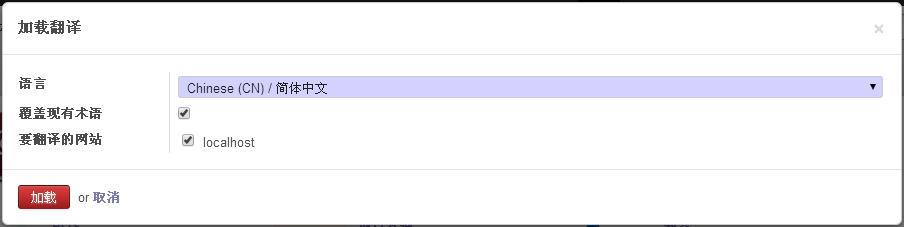 加载翻译
×
语言 Chinese (CN) / 简体中文
覆盖现有术语
要翻译的网站 localhost
加载 or 取消